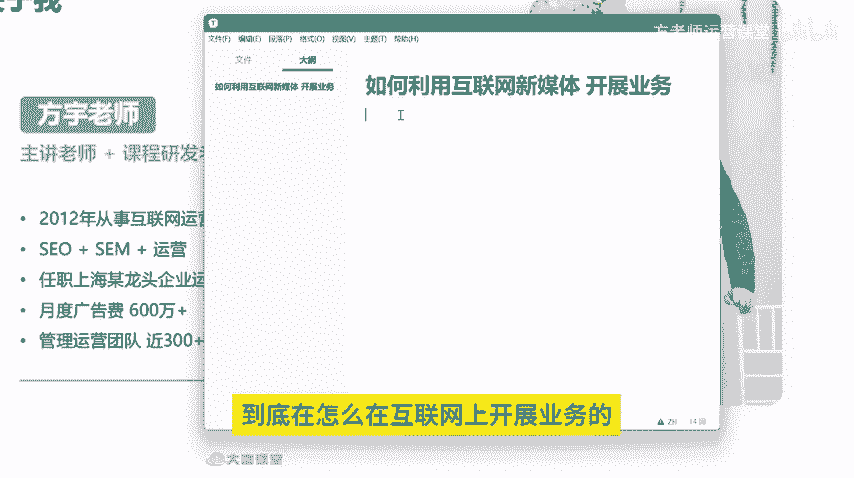 于我
方老师运营课堂
文件(F) 编辑(E) 段落(P) 格式(O) 视图(V) 主题(T) 帮助(H)
文件 大纲
如何利用互联网新媒体 开展业务
如何利用互联网新媒体 开展业务
方宇老师
主讲老师 + 课程研发
• 2012年从事互联网运营
• SEO + SEM + 运营
• 任职上海某龙头企业运
• 月度广告费 600万+
• 管理运营团队 近300+
到底在怎么在互联网上开展业务的